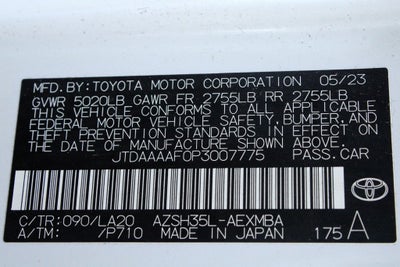 MFD. BY:TOYOTA MOTOR CORPORATION 05/23
GVWR 5020LB GAWR FR 2755LB RR 2755LB
THIS VEHICLE CONFORMS TO ALL APPLICABLE
FEDERAL MOTOR VEHICLE SAFETY,BUMPER,AND
THEFT PREVENTION STANDARDS IN EFFECT ON
THE DATE OF MANUFACTURE SHOWN ABOVE.
JTDAAAAF0P3007775 PASS.CAR
C/TR:090/LA20 AZSH35L-AEXMBA
A/TM: /P710 MADE IN JAPAN 175 A
TOYOTA